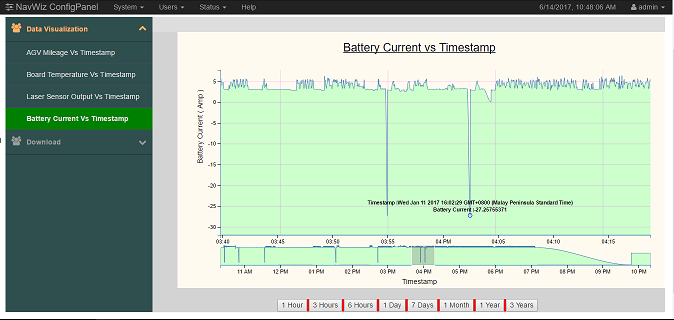 NavWiz ConfigPanel System Users Status Help 6/14/2017, 10:48:06 AM admin
Data Visualization
AGV Mileage Vs Timestamp
Board Temperature Vs Timestamp
Laser Sensor Output Vs Timestamp
Battery Current Vs Timestamp
Download
Battery Current vs Timestamp
Battery Current ( Amp )
5
0
-5
-10
-15
-20
-25
-30
Timestamp :Wed Jan 11 2017 16:02:29 GMT+0800 (Malay Peninsula Standard Time)
Battery Current :-27.25755371
03:40 03:45 03:50 03:55 04 PM 04:05 04:10 04:15
11 AM 12 PM 01 PM 02 PM 03 PM 04 PM 05 PM 06 PM 07 PM 08 PM 09 PM 10 PM
Timestamp
1 Hour 3 Hours 6 Hours 1 Day 7 Days 1 Month 1 Year 3 Years